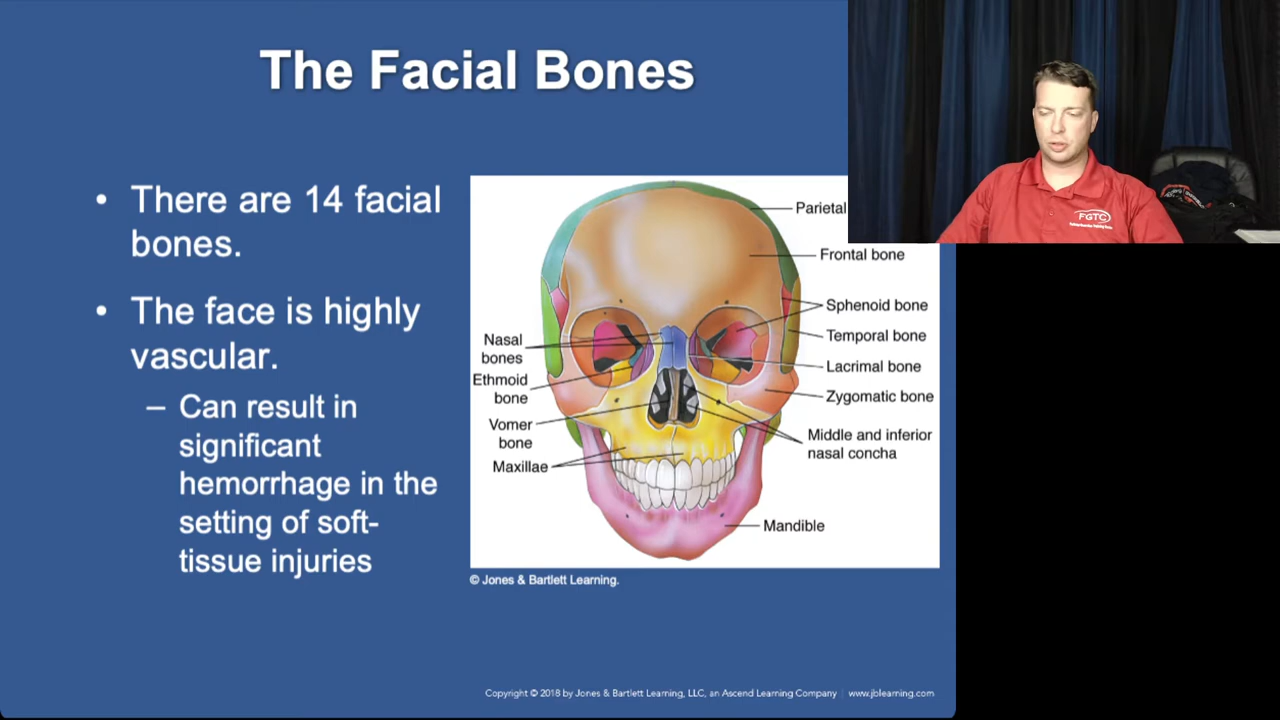 The Facial Bones
• There are 14 facial
bones.
• The face is highly
vascular.
– Can result in
significant
hemorrhage in the
setting of soft-
tissue injuries
Parietal
Frontal bone
Sphenoid bone
Temporal bone
Lacrimal bone
Zygomatic bone
Middle and inferior
nasal concha
Mandible
Nasal
bones
Ethmoid
bone
Vomer
bone
Maxillae
© Jones & Bartlett Learning.
Copyright © 2018 by Jones & Bartlett Learning, LLC, an Ascend Learning Company | www.jblearning.com
FGTC